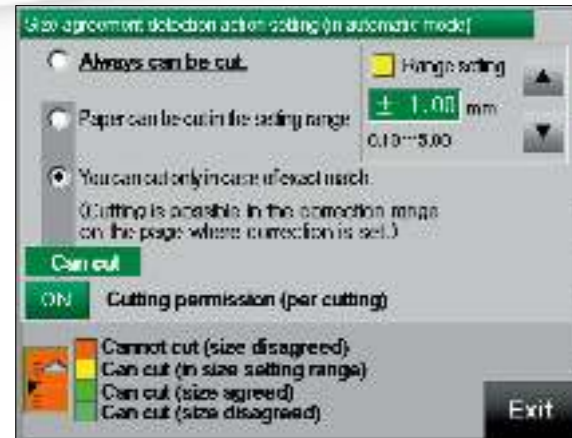 Size agreement detection action setting (in automatic mode)
Always can be cut.
Range setting
Paper can be cut in the setting range
± 1.00 mm
0.10---5.00
You can cut only in case of exact mach.
(Cutting is possible in the correction range
on the page where correction is set.)
Can cut
ON Cutting permission (per cutting)
Cannot cut (size disagreed)
Can cut (in size setting range)
Can cut (size agreed)
Can cut (size disagreed)
Exit